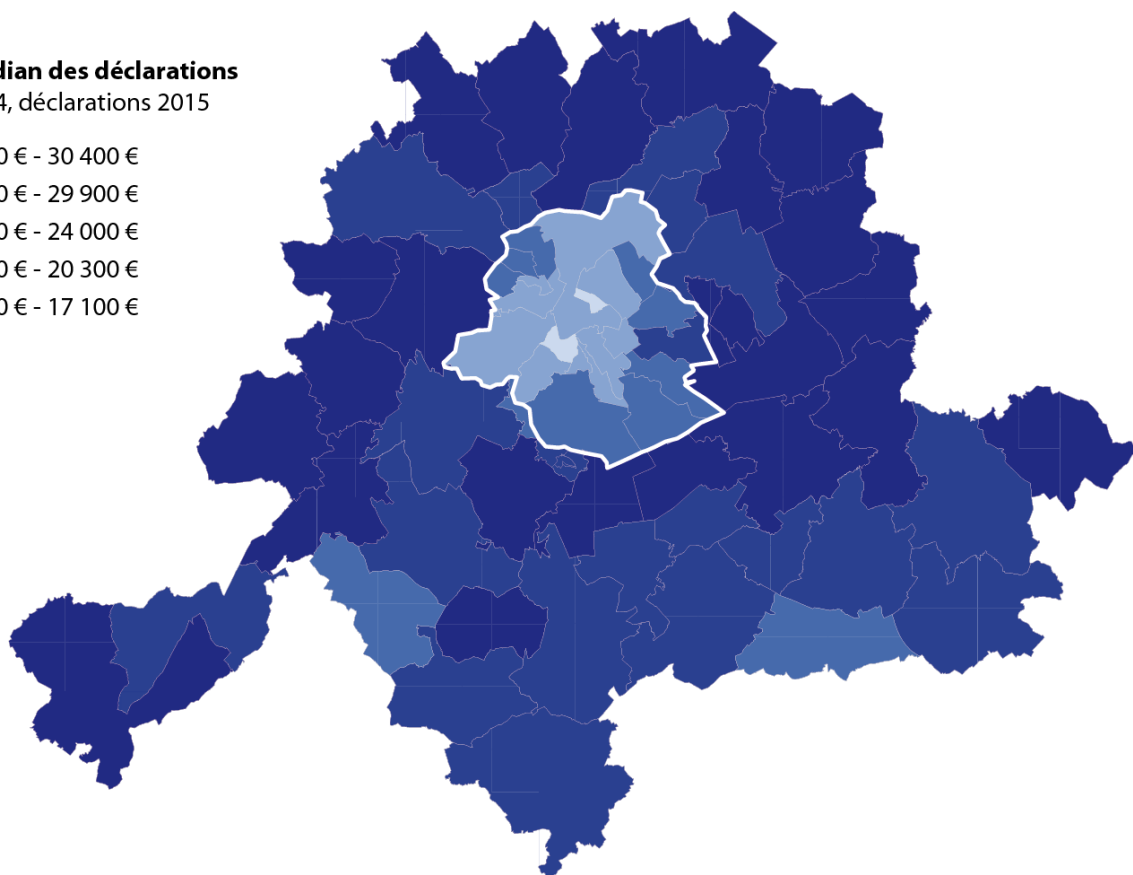 dian des déclarations
4, déclarations 2015
0 € - 30 400 €
0 € - 29 900 €
0 € - 24 000 €
0 € - 20 300 €
0 € - 17 100 €